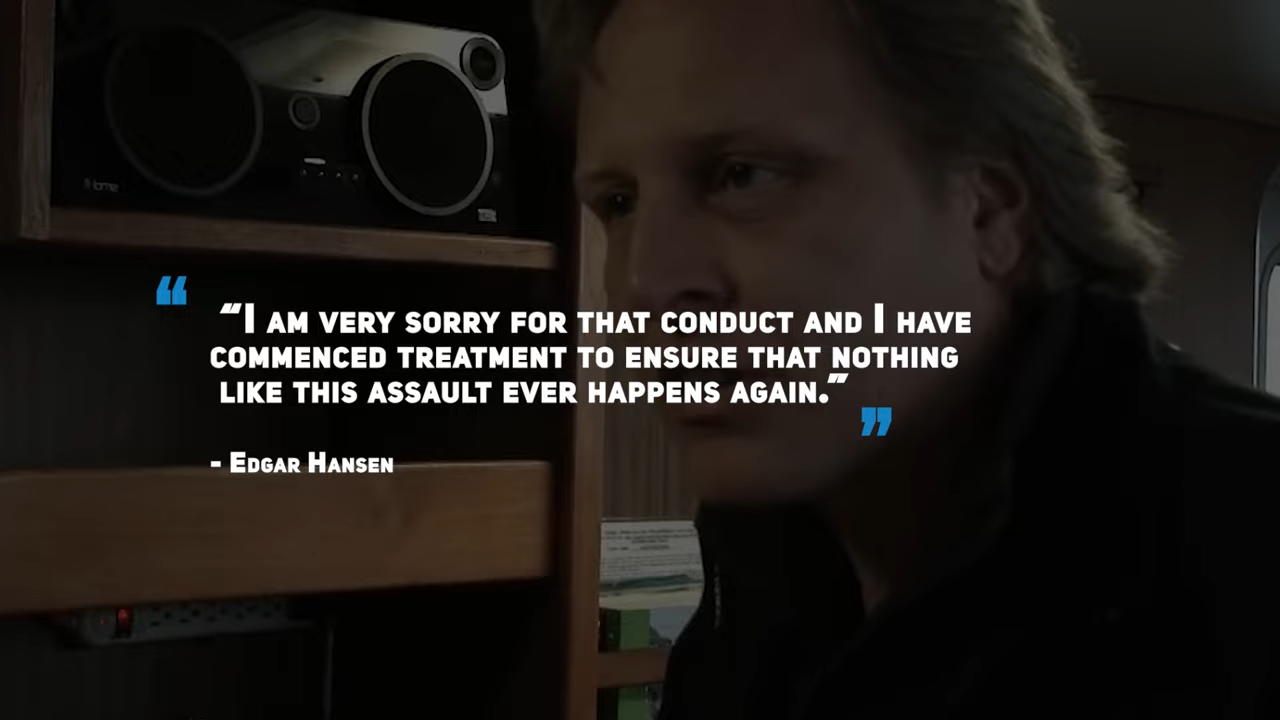 iHome
“I am very sorry for that conduct and I have
commenced treatment to ensure that nothing
like this assault ever happens again.”
- Edgar Hansen